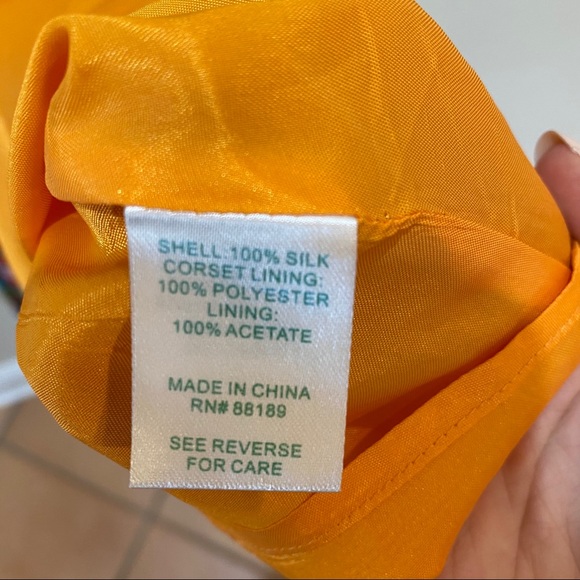 SHELL: 100% SILK
CORSET LINING:
100% POLYESTER
LINING:
100% ACETATE
MADE IN CHINA
RN# 88189
SEE REVERSE
FOR CARE